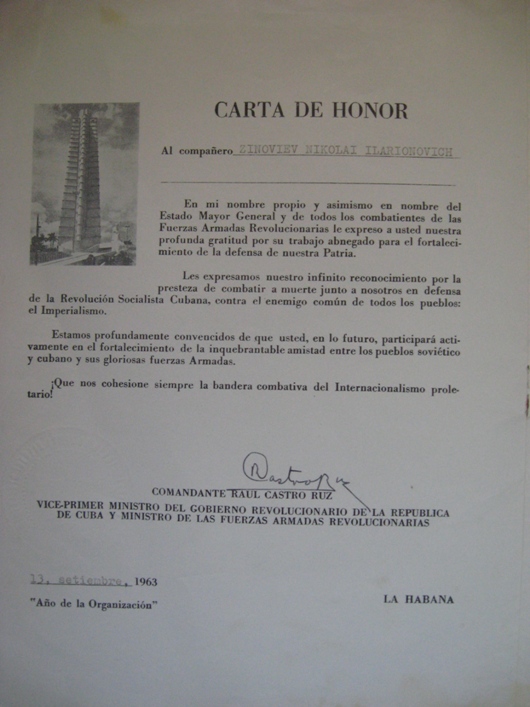 CARTA DE HONOR
Al compañero ZINOVIEV NIKOLAI ILARIONOVICH
En mi nombre propio y asimismo en nombre del
Estado Mayor General y de todos los combatientes de las
Fuerzas Armadas Revolucionarias le expreso a usted nuestra
profunda gratitud por su trabajo abnegado para el fortaleci-
miento de la defensa de nuestra Patria.
Les expresamos nuestro infinito reconocimiento por la
presteza de combatir a muerte junto a nosotros en defensa
de la Revolución Socialista Cubana, contra el enemigo común de todos los pueblos:
el Imperialismo.
Estamos profundamente convencidos de que usted, en lo futuro, participará acti-
vamente en el fortalecimiento de la inquebrantable amistad entre los pueblos soviético
y cubano y sus gloriosas fuerzas Armadas.
¡Que nos cohesione siempre la bandera combativa del Internacionalismo prole-
tario!
RCastroRuz
COMANDANTE RAUL CASTRO RUZ
VICE-PRIMER MINISTRO DEL GOBIERNO REVOLUCIONARIO DE LA REPUBLICA
DE CUBA Y MINISTRO DE LAS FUERZAS ARMADAS REVOLUCIONARIAS
13, setiembre, 1963
"Año de la Organización"
LA HABANA